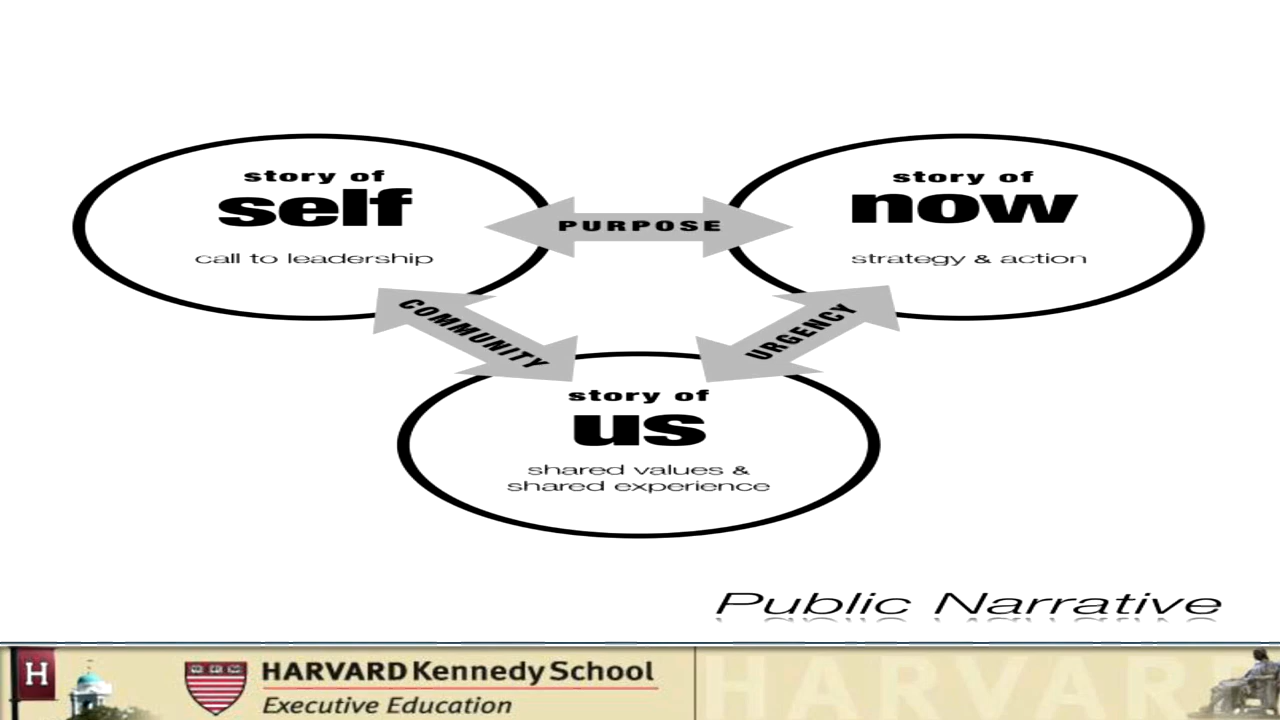 story of
self
call to leadership
PURPOSE
story of
now
strategy & action
COMMUNITY
URGENCY
story of
us
shared values &
shared experience
Public Narrative
H
HARVARD Kennedy School
Executive Education
HARVAR